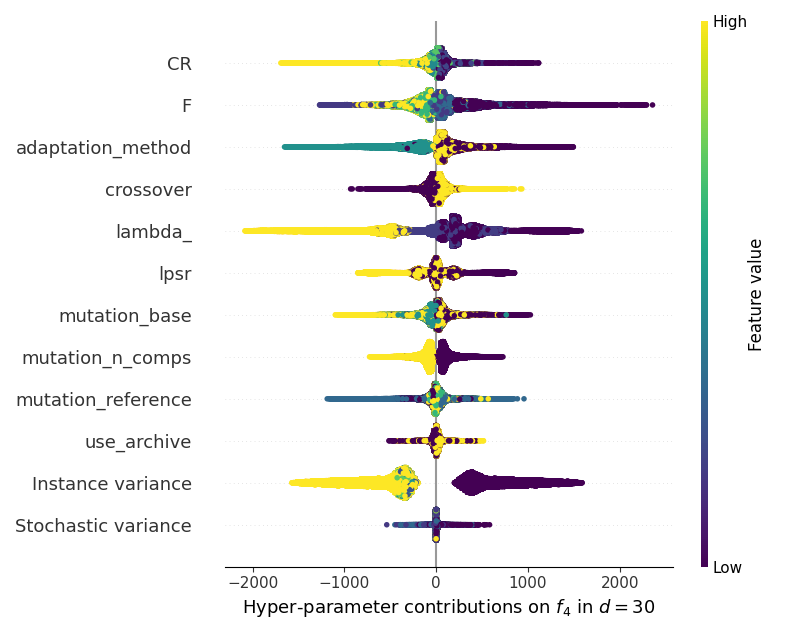 High
CR
F
adaptation_method
crossover
lambda_
lpsr
mutation_base
mutation_n_comps
mutation_reference
use_archive
Instance variance
Stochastic variance
Feature value
Low
−2000 −1000 0 1000 2000
Hyper-parameter contributions on $f_4$ in $d = 30$